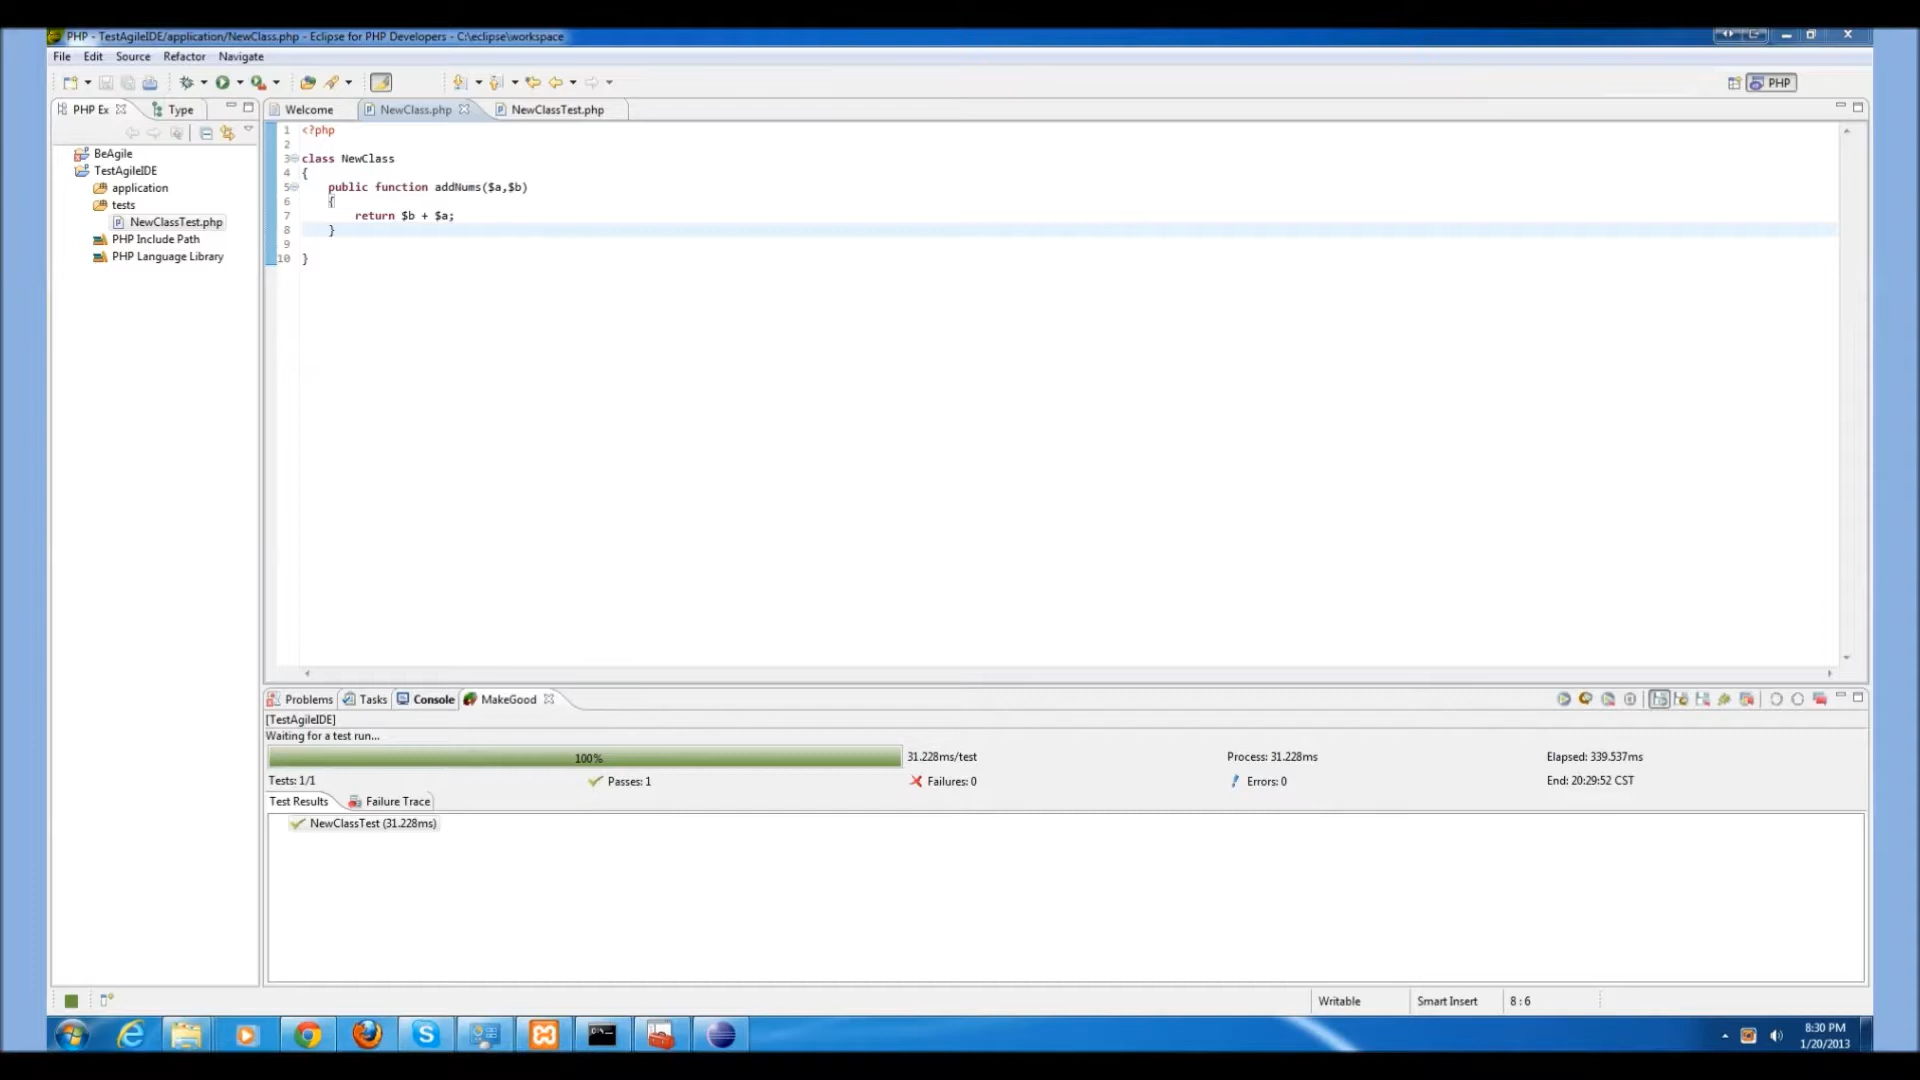 PHP - TestAgileIDE/application/NewClass.php - Eclipse for PHP Developers - C:\eclipse\workspace
File Edit Source Refactor Navigate
PHP
PHP Ex Type
Welcome NewClass.php NewClassTest.php
BeAgile
TestAgileIDE
application
tests
NewClassTest.php
PHP Include Path
PHP Language Library
1 <?php
2
3 class NewClass
4 {
5 public function addNums($a,$b)
6 {
7 return $b + $a;
8 }
9
10 }
Problems Tasks Console MakeGood
[TestAgileIDE]
Waiting for a test run...
100% 31.228ms/test Process: 31.228ms Elapsed: 339.537ms
Tests: 1/1 Passes: 1 Failures: 0 Errors: 0 End: 20:29:52 CST
Test Results Failure Trace
NewClassTest (31.228ms)
Writable Smart Insert 8 : 6
8:30 PM
1/20/2013